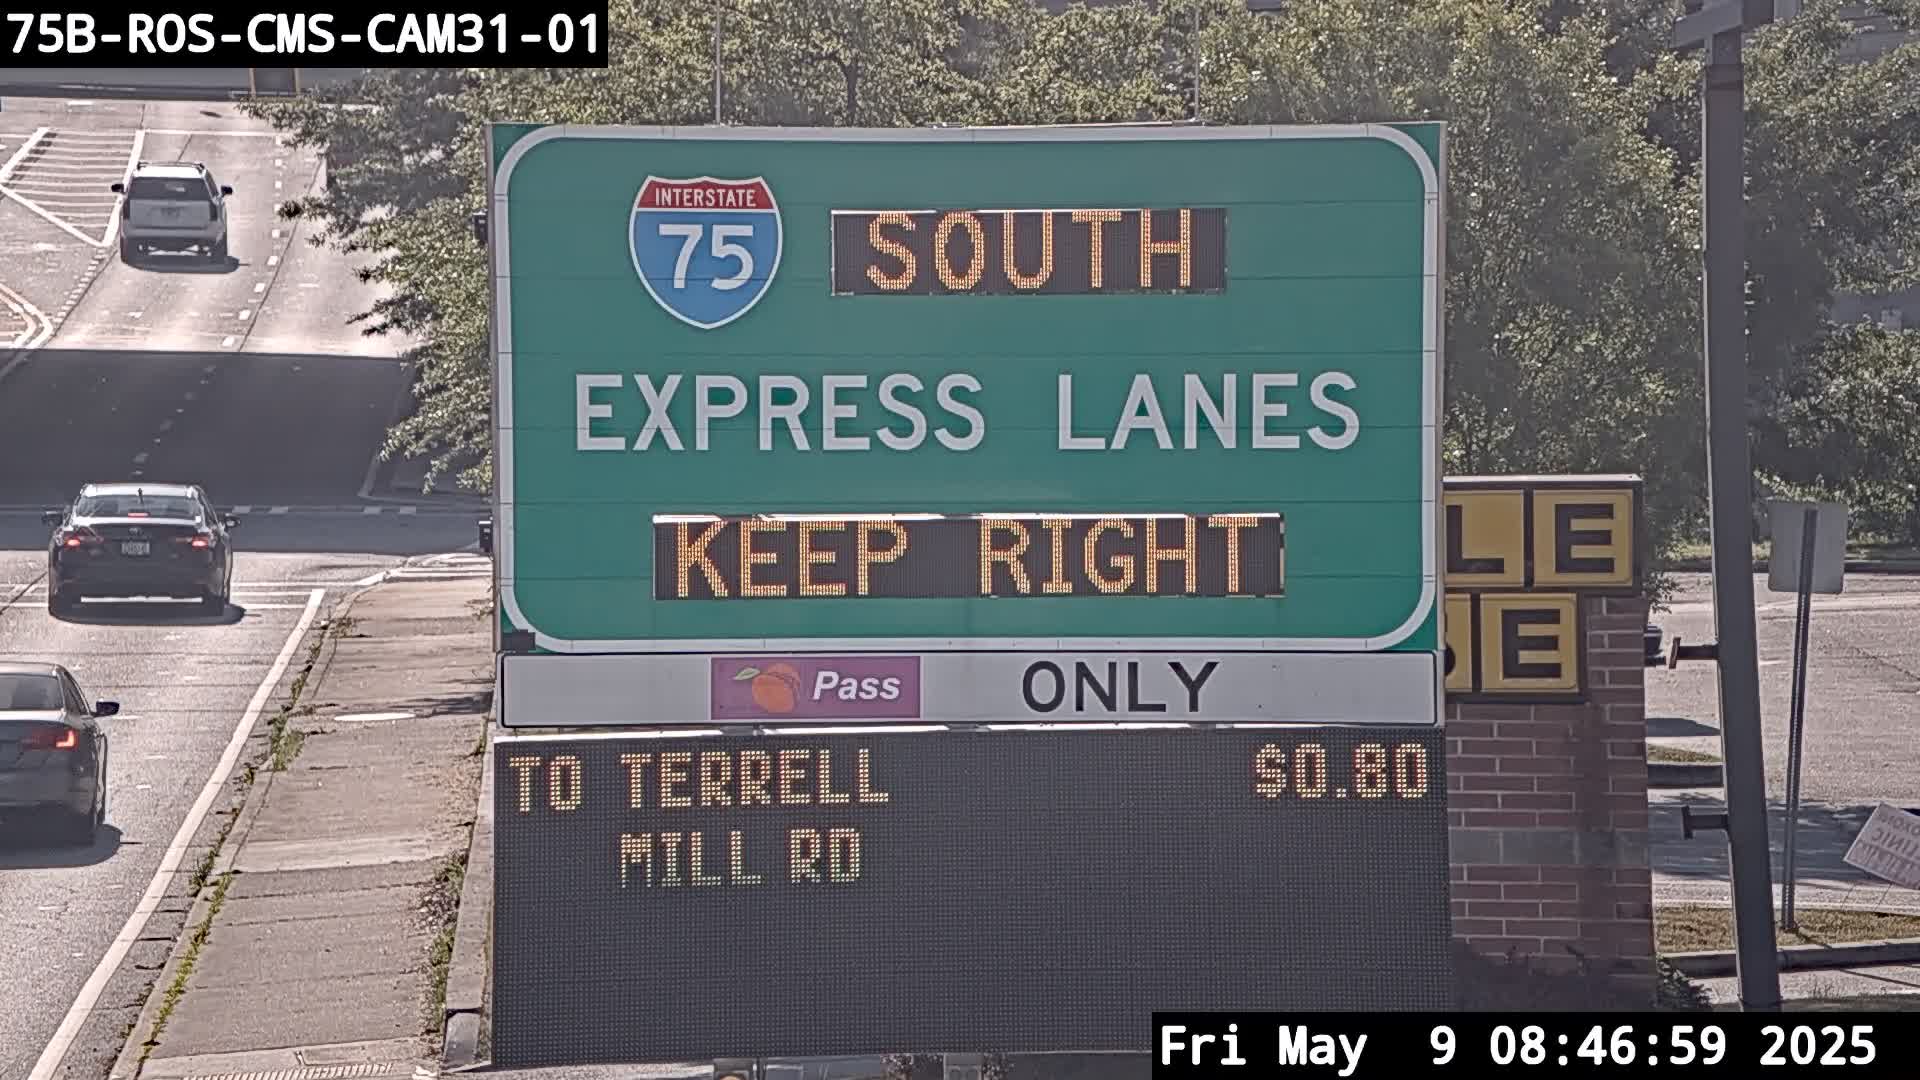 75B-ROS-CMS-CAM31-01
INTERSTATE
75
SOUTH
EXPRESS LANES
KEEP RIGHT
Pass ONLY
TO TERRELL $0.80
MILL RD
LE
E
Fri May 9 08:46:59 2025